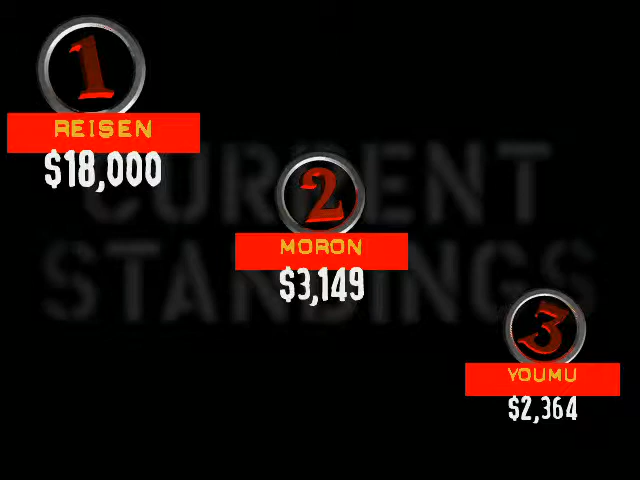 1
REISEN
$18,000
CURRENT
STANDINGS
2
MORON
$3,149
3
YOUMU
$2,364